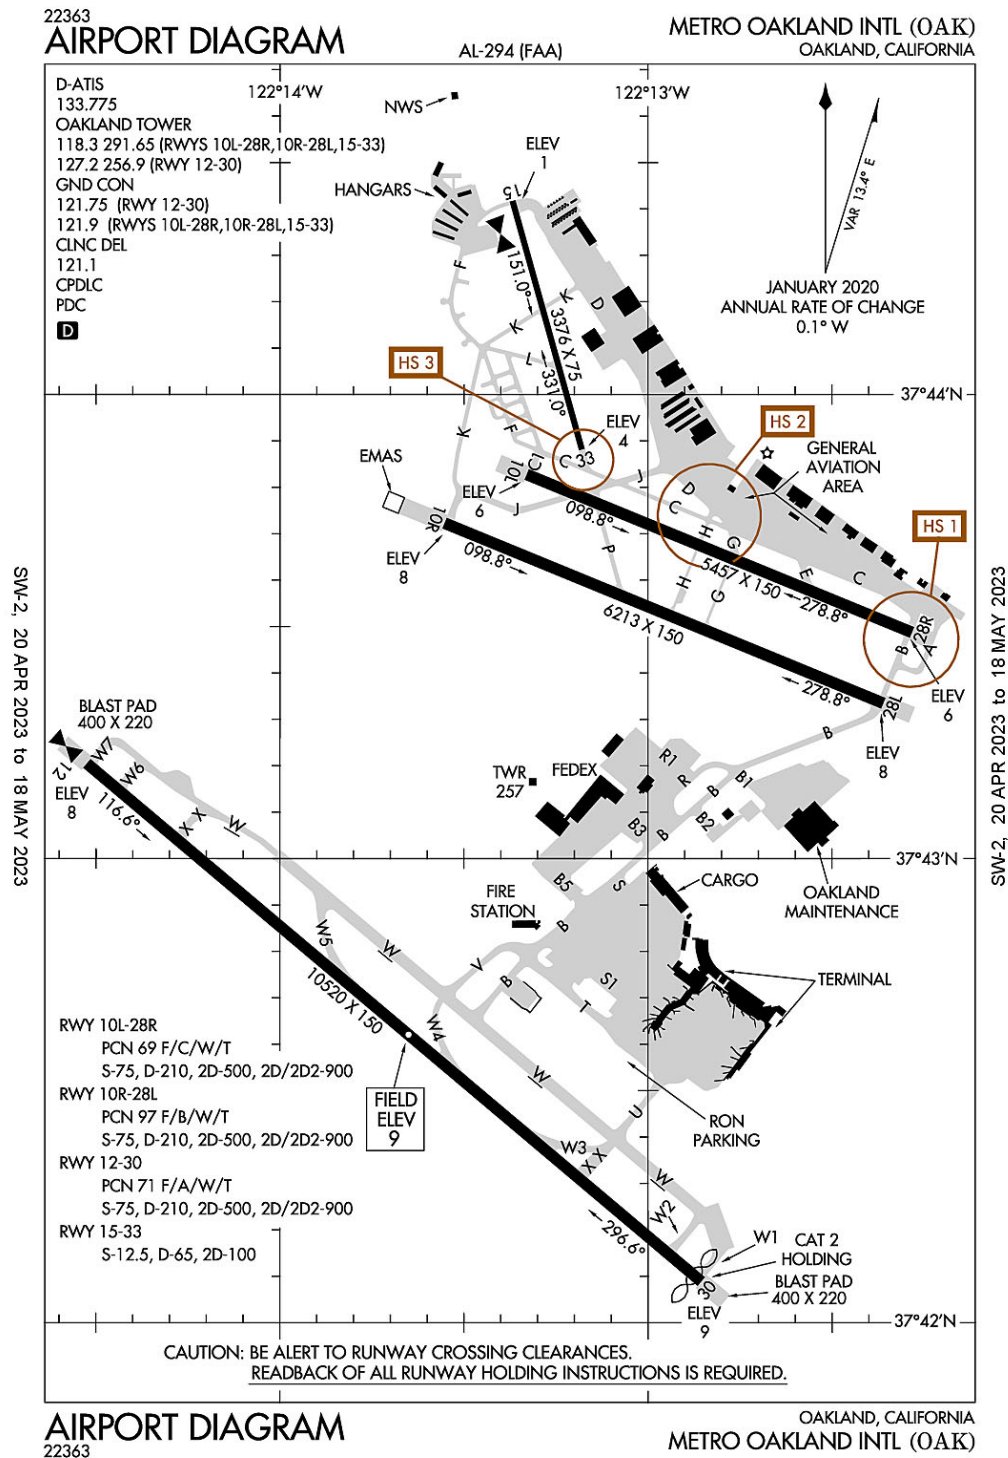 22363
AIRPORT DIAGRAM
AL-294 (FAA)
METRO OAKLAND INTL (OAK)
OAKLAND, CALIFORNIA
D-ATIS
133.775
OAKLAND TOWER
118.3 291.65 (RWYS 10L-28R,10R-28L,15-33)
127.2 256.9 (RWY 12-30)
GND CON
121.75 (RWY 12-30)
121.9 (RWYS 10L-28R,10R-28L,15-33)
CLNC DEL
121.1
CPDLC
PDC
D
122°14'W
122°13'W
NWS
HANGARS
ELEV
1
15
VAR 13.4° E
JANUARY 2020
ANNUAL RATE OF CHANGE
0.1° W
F
151.0°
K
D
3376 X 75
K
L
331.0°
HS 3
37°44'N
K
F
ELEV
4
HS 2
GENERAL
AVIATION
AREA
C1
C
33
10L
EMAS
ELEV
6
J
J
D
C
H
G
HS 1
10R
098.8°
ELEV
8
098.8°
P
5457 X 150
E
C
278.8°
H
G
6213 X 150
28R
B
A
278.8°
28L
ELEV
6
ELEV
8
B
BLAST PAD
400 X 220
W7
W6
12
ELEV
8
116.6°
X X
W
TWR
257
FEDEX
R1
R
B
B1
B3
B
B2
37°43'N
OAKLAND
MAINTENANCE
B5
S
CARGO
FIRE
STATION
B
W5
W
V
B
S1
T
TERMINAL
10520 X 150
W4
RWY 10L-28R
PCN 69 F/C/W/T
S-75, D-210, 2D-500, 2D/2D2-900
RWY 10R-28L
PCN 97 F/B/W/T
S-75, D-210, 2D-500, 2D/2D2-900
RWY 12-30
PCN 71 F/A/W/T
S-75, D-210, 2D-500, 2D/2D2-900
RWY 15-33
S-12.5, D-65, 2D-100
FIELD
ELEV
9
W
U
RON
PARKING
W3
X X
W
W2
296.6°
W1
CAT 2
HOLDING
BLAST PAD
400 X 220
30
ELEV
9
37°42'N
CAUTION: BE ALERT TO RUNWAY CROSSING CLEARANCES.
READBACK OF ALL RUNWAY HOLDING INSTRUCTIONS IS REQUIRED.
SW-2, 20 APR 2023 to 18 MAY 2023
SW-2, 20 APR 2023 to 18 MAY 2023
AIRPORT DIAGRAM
22363
OAKLAND, CALIFORNIA
METRO OAKLAND INTL (OAK)